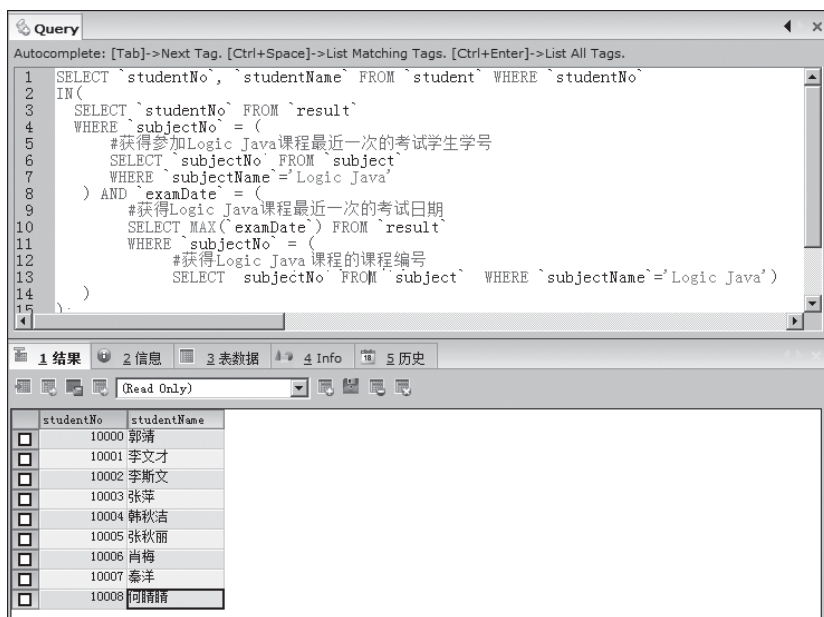 Query
Autocomplete: [Tab]->Next Tag. [Ctrl+Space]->List Matching Tags. [Ctrl+Enter]->List All Tags.
1 SELECT `studentNo`, `studentName` FROM `student` WHERE `studentNo`
2 IN(
3 SELECT `studentNo` FROM `result`
4 WHERE `subjectNo` = (
5 #获得参加Logic Java课程最近一次的考试学生学号
6 SELECT `subjectNo` FROM `subject`
7 WHERE `subjectName`='Logic Java'
8 ) AND `examDate` = (
9 #获得Logic Java课程最近一次的考试日期
10 SELECT MAX(`examDate`) FROM `result`
11 WHERE `subjectNo` = (
12 #获得Logic Java 课程的课程编号
13 SELECT `subjectNo` FROM `subject` WHERE `subjectName`='Logic Java')
14 )
15 );
1 结果 2 信息 3 表数据 4 Info 5 历史
(Read Only)
studentNo studentName
10000 郭靖
10001 李文才
10002 李斯文
10003 张萍
10004 韩秋洁
10005 张秋丽
10006 肖梅
10007 秦洋
10008 何睛睛